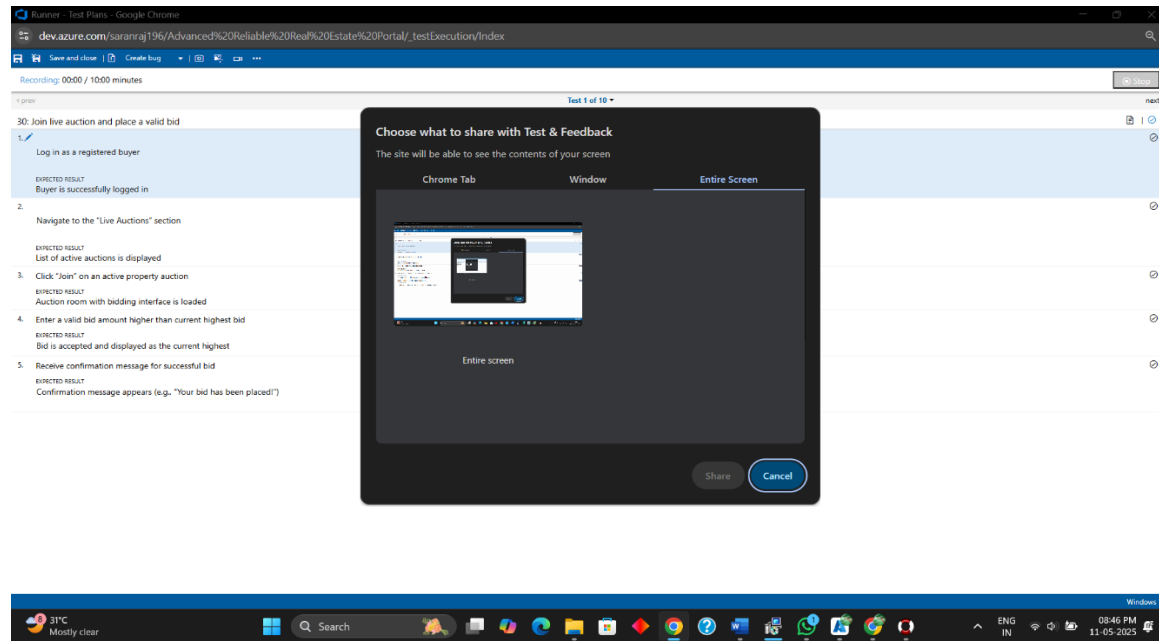 Runner - Test Plans - Google Chrome
dev.azure.com/saranraj196/Advanced%20Reliable%20Real%20Estate%20Portal/_testExecution/Index
Save and close | Create bug
Recording: 00:00 / 10:00 minutes
Stop
< prev
Test 1 of 10
next
30: Join live auction and place a valid bid
1.
Log in as a registered buyer
EXPECTED RESULT
Buyer is successfully logged in
2.
Navigate to the "Live Auctions" section
EXPECTED RESULT
List of active auctions is displayed
3. Click "Join" on an active property auction
EXPECTED RESULT
Auction room with bidding interface is loaded
4. Enter a valid bid amount higher than current highest bid
EXPECTED RESULT
Bid is accepted and displayed as the current highest
5. Receive confirmation message for successful bid
EXPECTED RESULT
Confirmation message appears (e.g., "Your bid has been placed!")
Choose what to share with Test & Feedback
The site will be able to see the contents of your screen
Chrome Tab Window Entire Screen
Entire screen
Share Cancel
Windows
31°C
Mostly clear
Search
ENG
IN
08:46 PM
11-05-2025